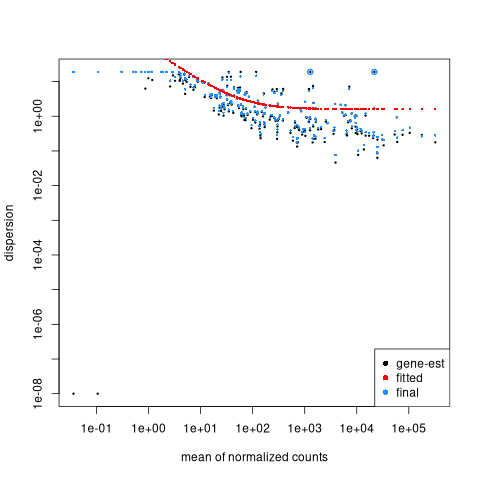 dispersion
1e+00
1e-02
1e-04
1e-06
1e-08
gene-est
fitted
final
1e-01 1e+00 1e+01 1e+02 1e+03 1e+04 1e+05
mean of normalized counts